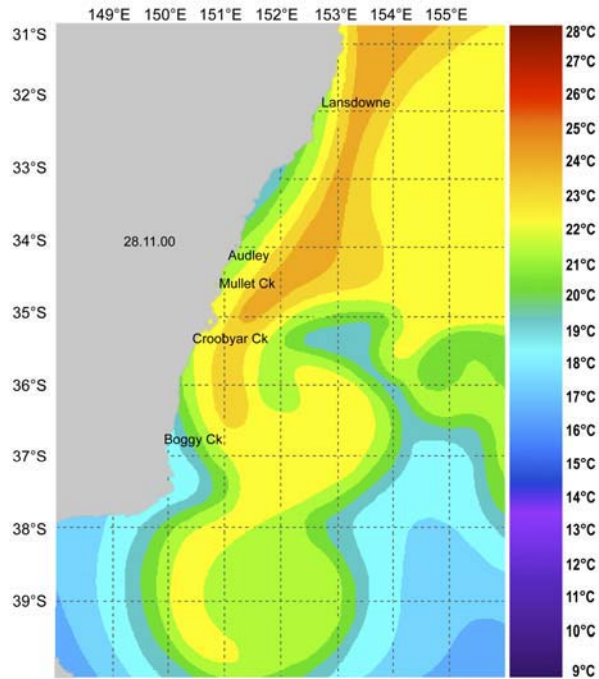 149°E 150°E 151°E 152°E 153°E 154°E 155°E
31°S
32°S
33°S
34°S
35°S
36°S
37°S
38°S
39°S
Lansdowne
28.11.00
Audley
Mullet Ck
Croobyar Ck
Boggy Ck
28°C
27°C
26°C
25°C
24°C
23°C
22°C
21°C
20°C
19°C
18°C
17°C
16°C
15°C
14°C
13°C
12°C
11°C
10°C
9°C